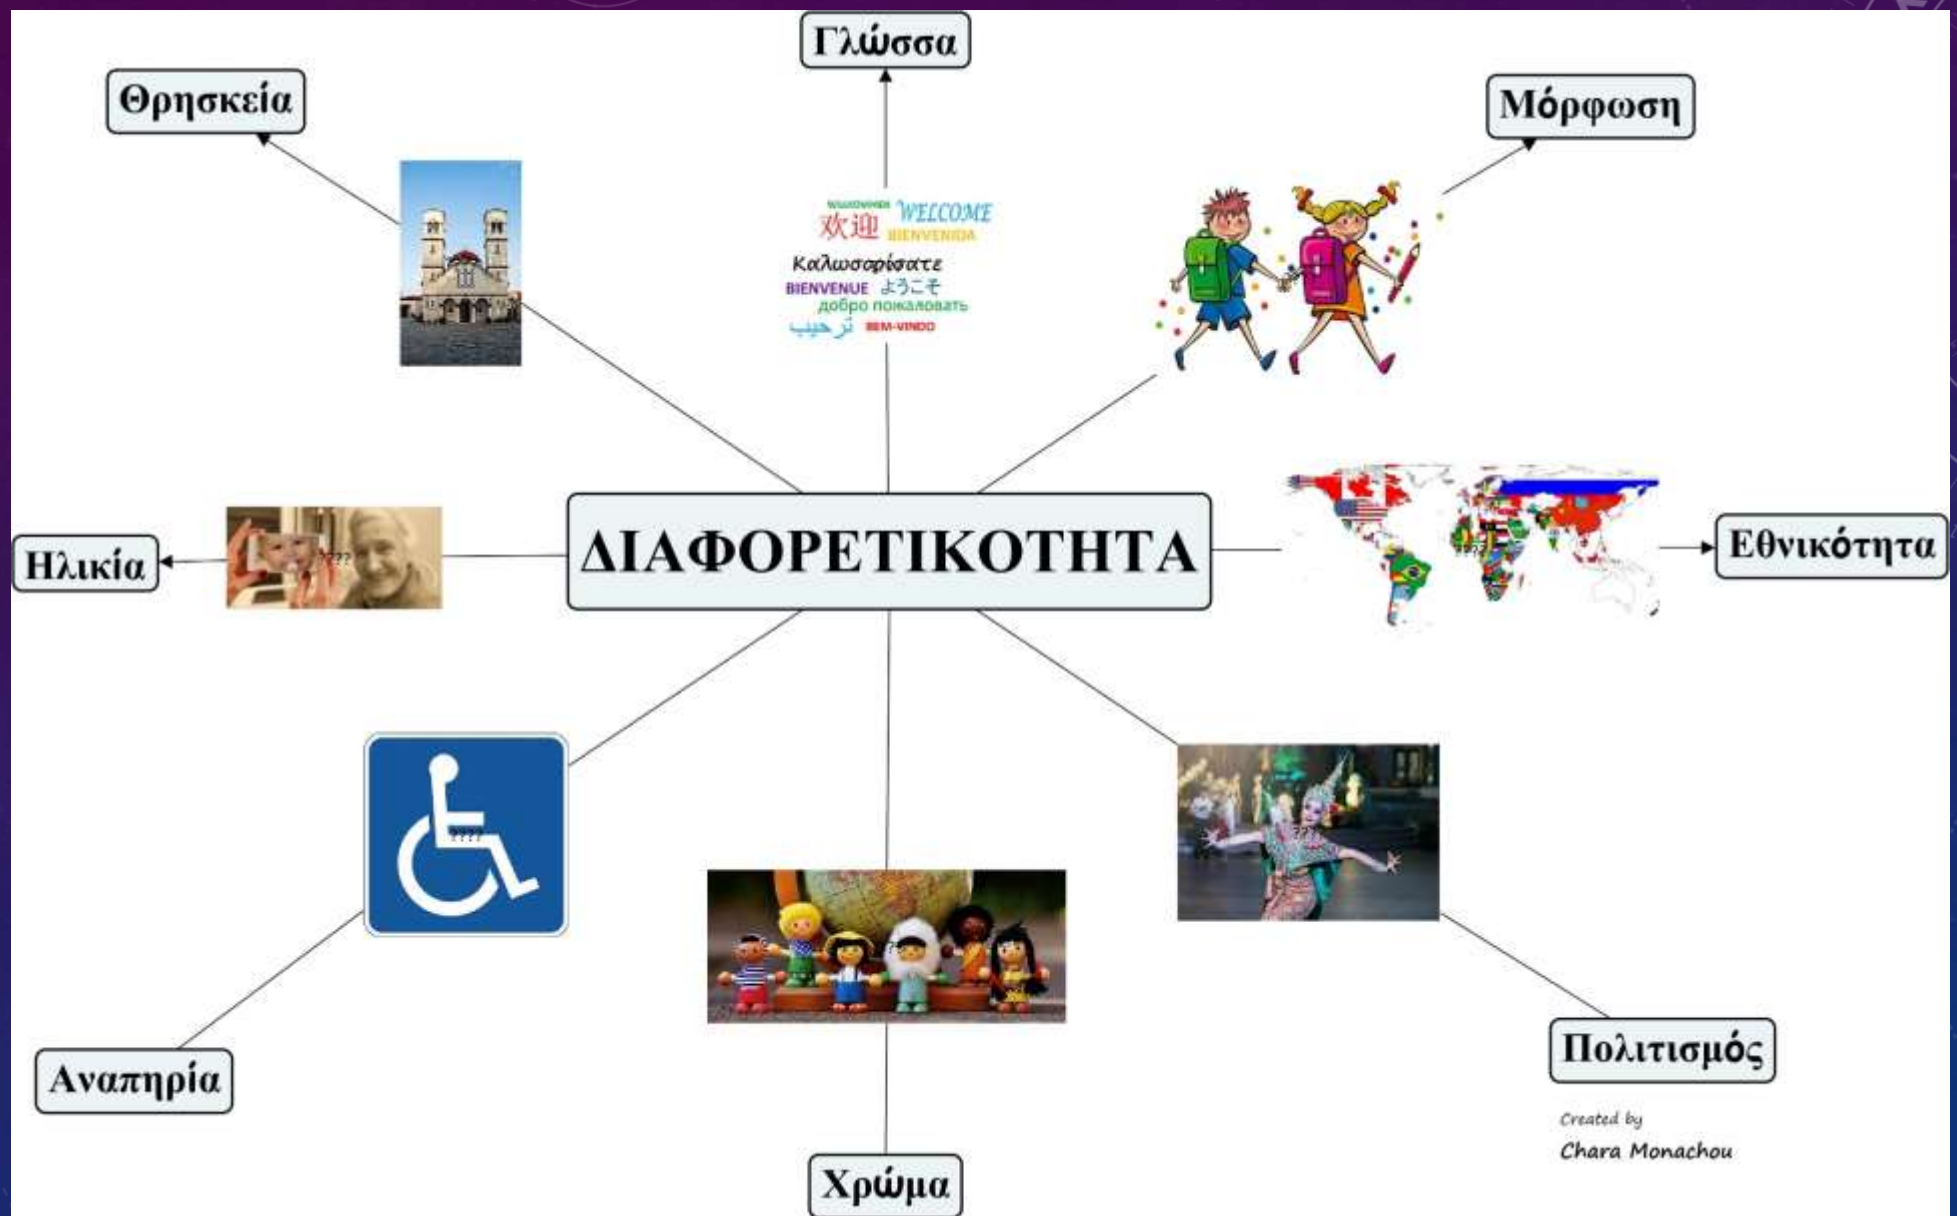 Γλώσσα
Θρησκεία
Μόρφωση
欢迎 WELCOME
BIENVENIDA
Καλωσορίσατε
BIENVENUE ようこそ
добро пожаловать
ترحيب BEM-VINDO
ΔΙΑΦΟΡΕΤΙΚΟΤΗΤΑ
Ηλικία
????
Εθνικότητα
????
Αναπηρία
Πολιτισμός
Χρώμα
Created by
Chara Monachou